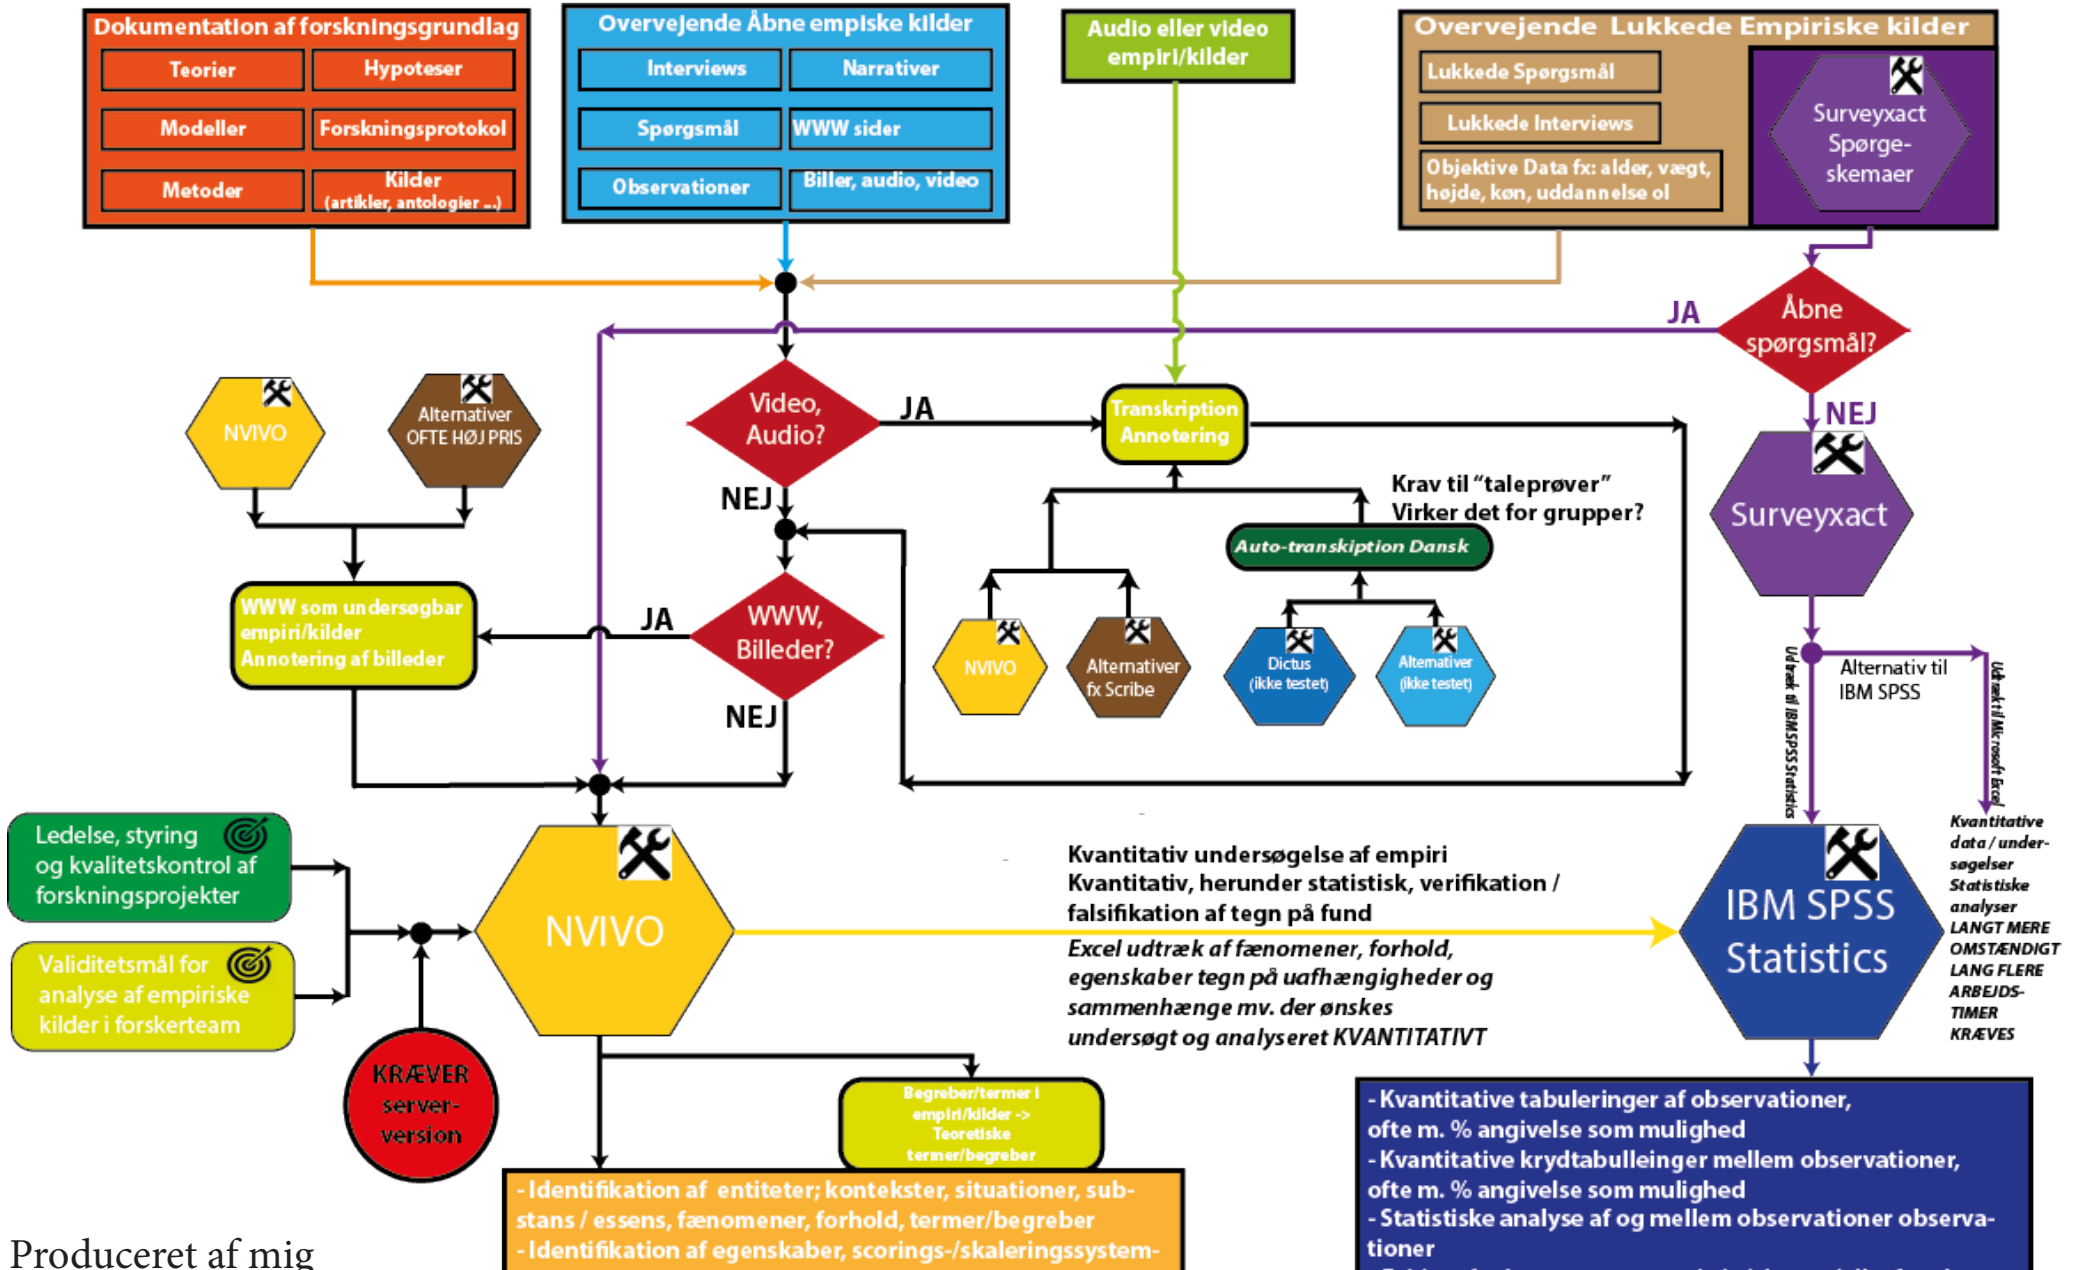 Dokumentation af forskningsgrundlag
Teorier
Hypoteser
Modeller
Forskningsprotokol
Metoder
Kilder
(artikler, antologier ...)
Overvejende Åbne empiske kilder
Interviews
Narrativer
Spørgsmål
WWW sider
Observationer
Biller, audio, video
Audio eller video
empiri/kilder
Overvejende Lukkede Empiriske kilder
Lukkede Spørgsmål
Lukkede Interviews
Objektive Data fx: alder, vægt,
højde, køn, uddannelse ol
Surveyxact
Spørge-
skemaer
Åbne
spørgsmål?
JA
NEJ
NVIVO
Alternativer
OFTE HØJ PRIS
Video,
Audio?
JA
NEJ
Transkription
Annotering
Krav til “taleprøver”
Virker det for grupper?
Auto-transkiption Dansk
Surveyxact
WWW som undersøgbar
empiri/kilder
Annotering af billeder
JA
WWW,
Billeder?
NEJ
NVIVO
Alternativer
fx Scribe
Dictus
(ikke testet)
Alternativer
(ikke testet)
Udtræk til IBM SPSS Statistics
Alternativ til
IBM SPSS
Udtræk til Microsoft Excel
Ledelse, styring
og kvalitetskontrol af
forskningsprojekter
Validitetsmål for
analyse af empiriske
kilder i forskerteam
KRÆVER
server-
version
NVIVO
Kvantitativ undersøgelse af empiri
Kvantitativ, herunder statistisk, verifikation /
falsifikation af tegn på fund
Excel udtræk af fænomener, forhold,
egenskaber tegn på uafhængigheder og
sammenhænge mv. der ønskes
undersøgt og analyseret KVANTITATIVT
IBM SPSS
Statistics
Kvantitative
data / under-
søgelser
Statistiske
analyser
LANGT MERE
OMSTÆNDIGT
LANG FLERE
ARBEJDS-
TIMER
KRÆVES
Begreber/termer i
empiri/kilder ->
Teoretiske
termer/begreber
- Identifikation af entiteter; kontekster, situationer, sub-
stans / essens, fænomener, forhold, termer/begreber
- Identifikation af egenskaber, scorings-/skaleringssystem-
- Kvantitative tabuleringer af observationer,
ofte m. % angivelse som mulighed
- Kvantitative krydtabulleinger mellem observationer,
ofte m. % angivelse som mulighed
- Statistiske analyse af og mellem observationer observa-
tioner
Produceret af mig